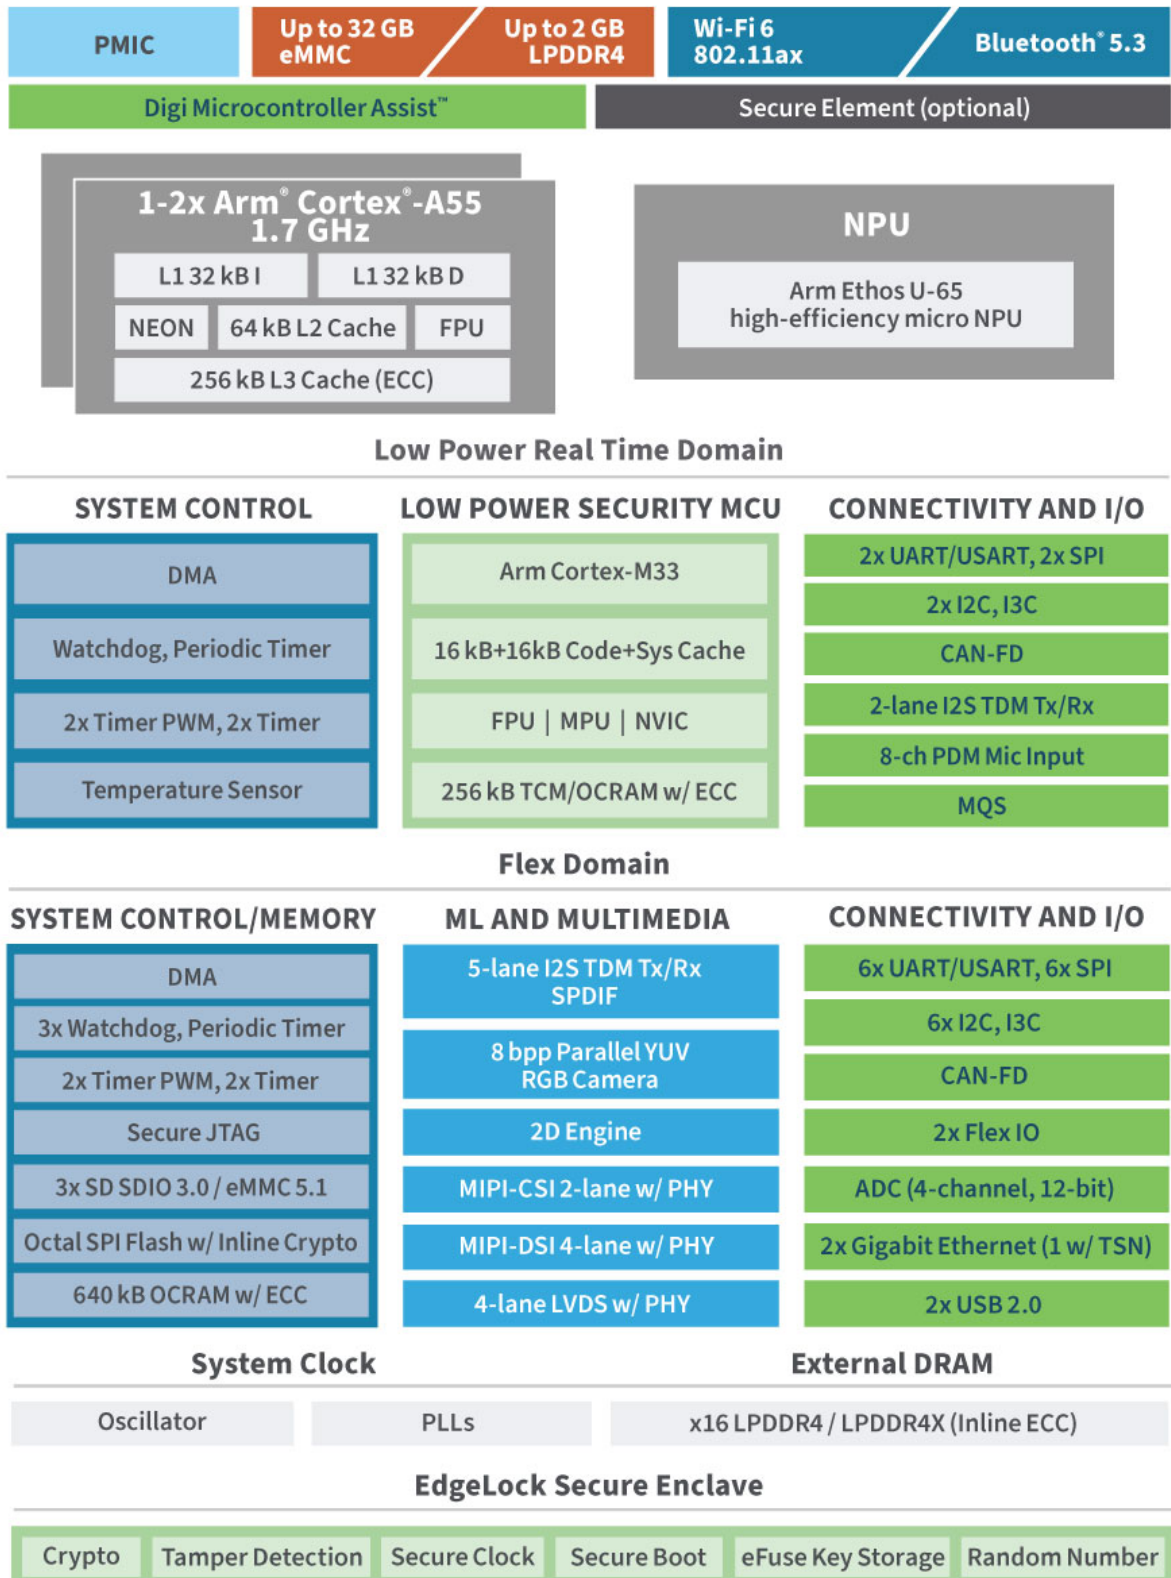 PMIC
Up to 32 GB
eMMC
Up to 2 GB
LPDDR4
Wi-Fi 6
802.11ax
Bluetooth® 5.3
Digi Microcontroller Assist™
Secure Element (optional)
1-2x Arm® Cortex®-A55
1.7 GHz
L1 32 kB I
L1 32 kB D
NEON
64 kB L2 Cache
FPU
256 kB L3 Cache (ECC)
NPU
Arm Ethos U-65
high-efficiency micro NPU
Low Power Real Time Domain
SYSTEM CONTROL
DMA
Watchdog, Periodic Timer
2x Timer PWM, 2x Timer
Temperature Sensor
LOW POWER SECURITY MCU
Arm Cortex-M33
16 kB+16kB Code+Sys Cache
FPU | MPU | NVIC
256 kB TCM/OCRAM w/ ECC
CONNECTIVITY AND I/O
2x UART/USART, 2x SPI
2x I2C, I3C
CAN-FD
2-lane I2S TDM Tx/Rx
8-ch PDM Mic Input
MQS
Flex Domain
SYSTEM CONTROL/MEMORY
DMA
3x Watchdog, Periodic Timer
2x Timer PWM, 2x Timer
Secure JTAG
3x SD SDIO 3.0 / eMMC 5.1
Octal SPI Flash w/ Inline Crypto
640 kB OCRAM w/ ECC
ML AND MULTIMEDIA
5-lane I2S TDM Tx/Rx
SPDIF
8 bpp Parallel YUV
RGB Camera
2D Engine
MIPI-CSI 2-lane w/ PHY
MIPI-DSI 4-lane w/ PHY
4-lane LVDS w/ PHY
CONNECTIVITY AND I/O
6x UART/USART, 6x SPI
6x I2C, I3C
CAN-FD
2x Flex IO
ADC (4-channel, 12-bit)
2x Gigabit Ethernet (1 w/ TSN)
2x USB 2.0
System Clock
Oscillator
PLLs
External DRAM
x16 LPDDR4 / LPDDR4X (Inline ECC)
EdgeLock Secure Enclave
Crypto
Tamper Detection
Secure Clock
Secure Boot
eFuse Key Storage
Random Number